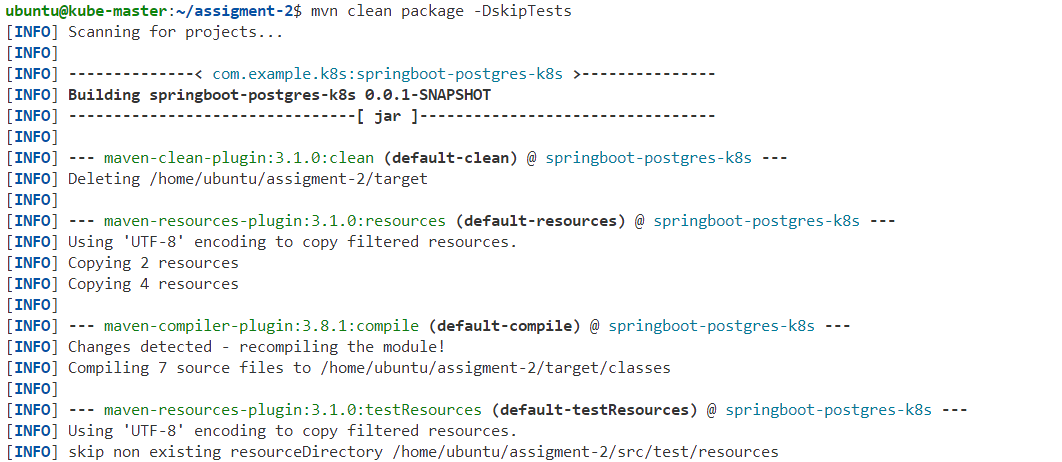 ubuntu@kube-master:~/assigment-2$ mvn clean package -DskipTests
[INFO] Scanning for projects...
[INFO]
[INFO] --------------< com.example.k8s:springboot-postgres-k8s >---------------
[INFO] Building springboot-postgres-k8s 0.0.1-SNAPSHOT
[INFO] --------------------------------[ jar ]---------------------------------
[INFO]
[INFO] --- maven-clean-plugin:3.1.0:clean (default-clean) @ springboot-postgres-k8s ---
[INFO] Deleting /home/ubuntu/assigment-2/target
[INFO]
[INFO] --- maven-resources-plugin:3.1.0:resources (default-resources) @ springboot-postgres-k8s ---
[INFO] Using 'UTF-8' encoding to copy filtered resources.
[INFO] Copying 2 resources
[INFO] Copying 4 resources
[INFO]
[INFO] --- maven-compiler-plugin:3.8.1:compile (default-compile) @ springboot-postgres-k8s ---
[INFO] Changes detected - recompiling the module!
[INFO] Compiling 7 source files to /home/ubuntu/assigment-2/target/classes
[INFO]
[INFO] --- maven-resources-plugin:3.1.0:testResources (default-testResources) @ springboot-postgres-k8s ---
[INFO] Using 'UTF-8' encoding to copy filtered resources.
[INFO] skip non existing resourceDirectory /home/ubuntu/assigment-2/src/test/resources